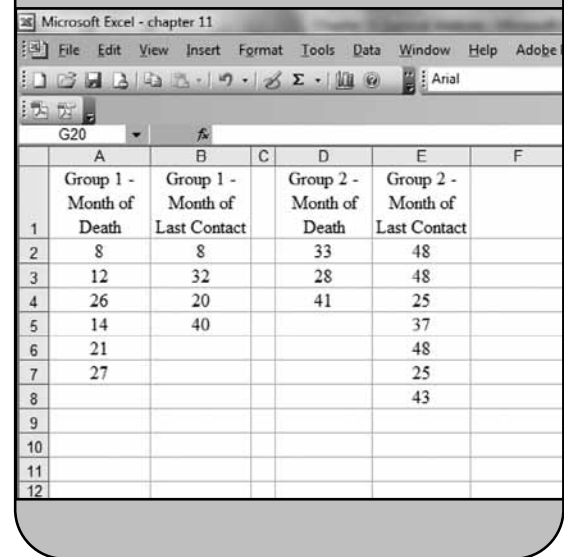 Microsoft Excel - chapter 11
File Edit View Insert Format Tools Data Window Help Adobe
Arial
G20 fx
A B C D E F
Group 1 - Group 1 - Group 2 - Group 2 -
Month of Month of Month of Month of
1 Death Last Contact Death Last Contact
2 8 8 33 48
3 12 32 28 48
4 26 20 41 25
5 14 40 37
6 21 48
7 27 25
8 43
9
10
11
12